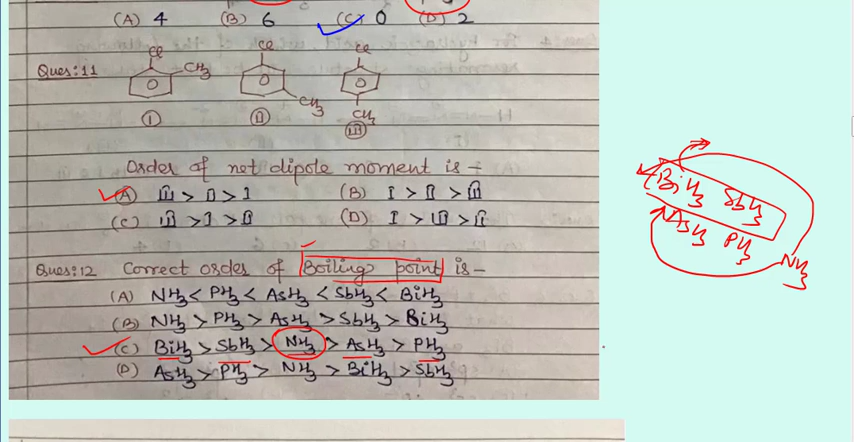 (A) 4 (B) 6 (C) 0 (D) 2
Ques:11
Cl CH3 Cl CH3 Cl CH3
I II III
Order of net dipole moment is -
(A) III > II > I (B) I > II > III
(C) III > I > II (D) I > III > II
Ques:12 Correct order of Boiling point is -
(A) NH3 < PH3 < AsH3 < SbH3 < BiH3
(B) NH3 > PH3 > AsH3 > SbH3 > BiH3
(C) BiH3 > SbH3 > NH3 > AsH3 > PH3
(D) AsH3 > PH3 > NH3 > BiH3 > SbH3
BiH3 SbH3
AsH3 PH3 NH3